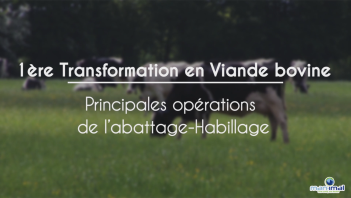 1ère Transformation en Viande bovine
Principales opérations
de l'abattage-Habillage